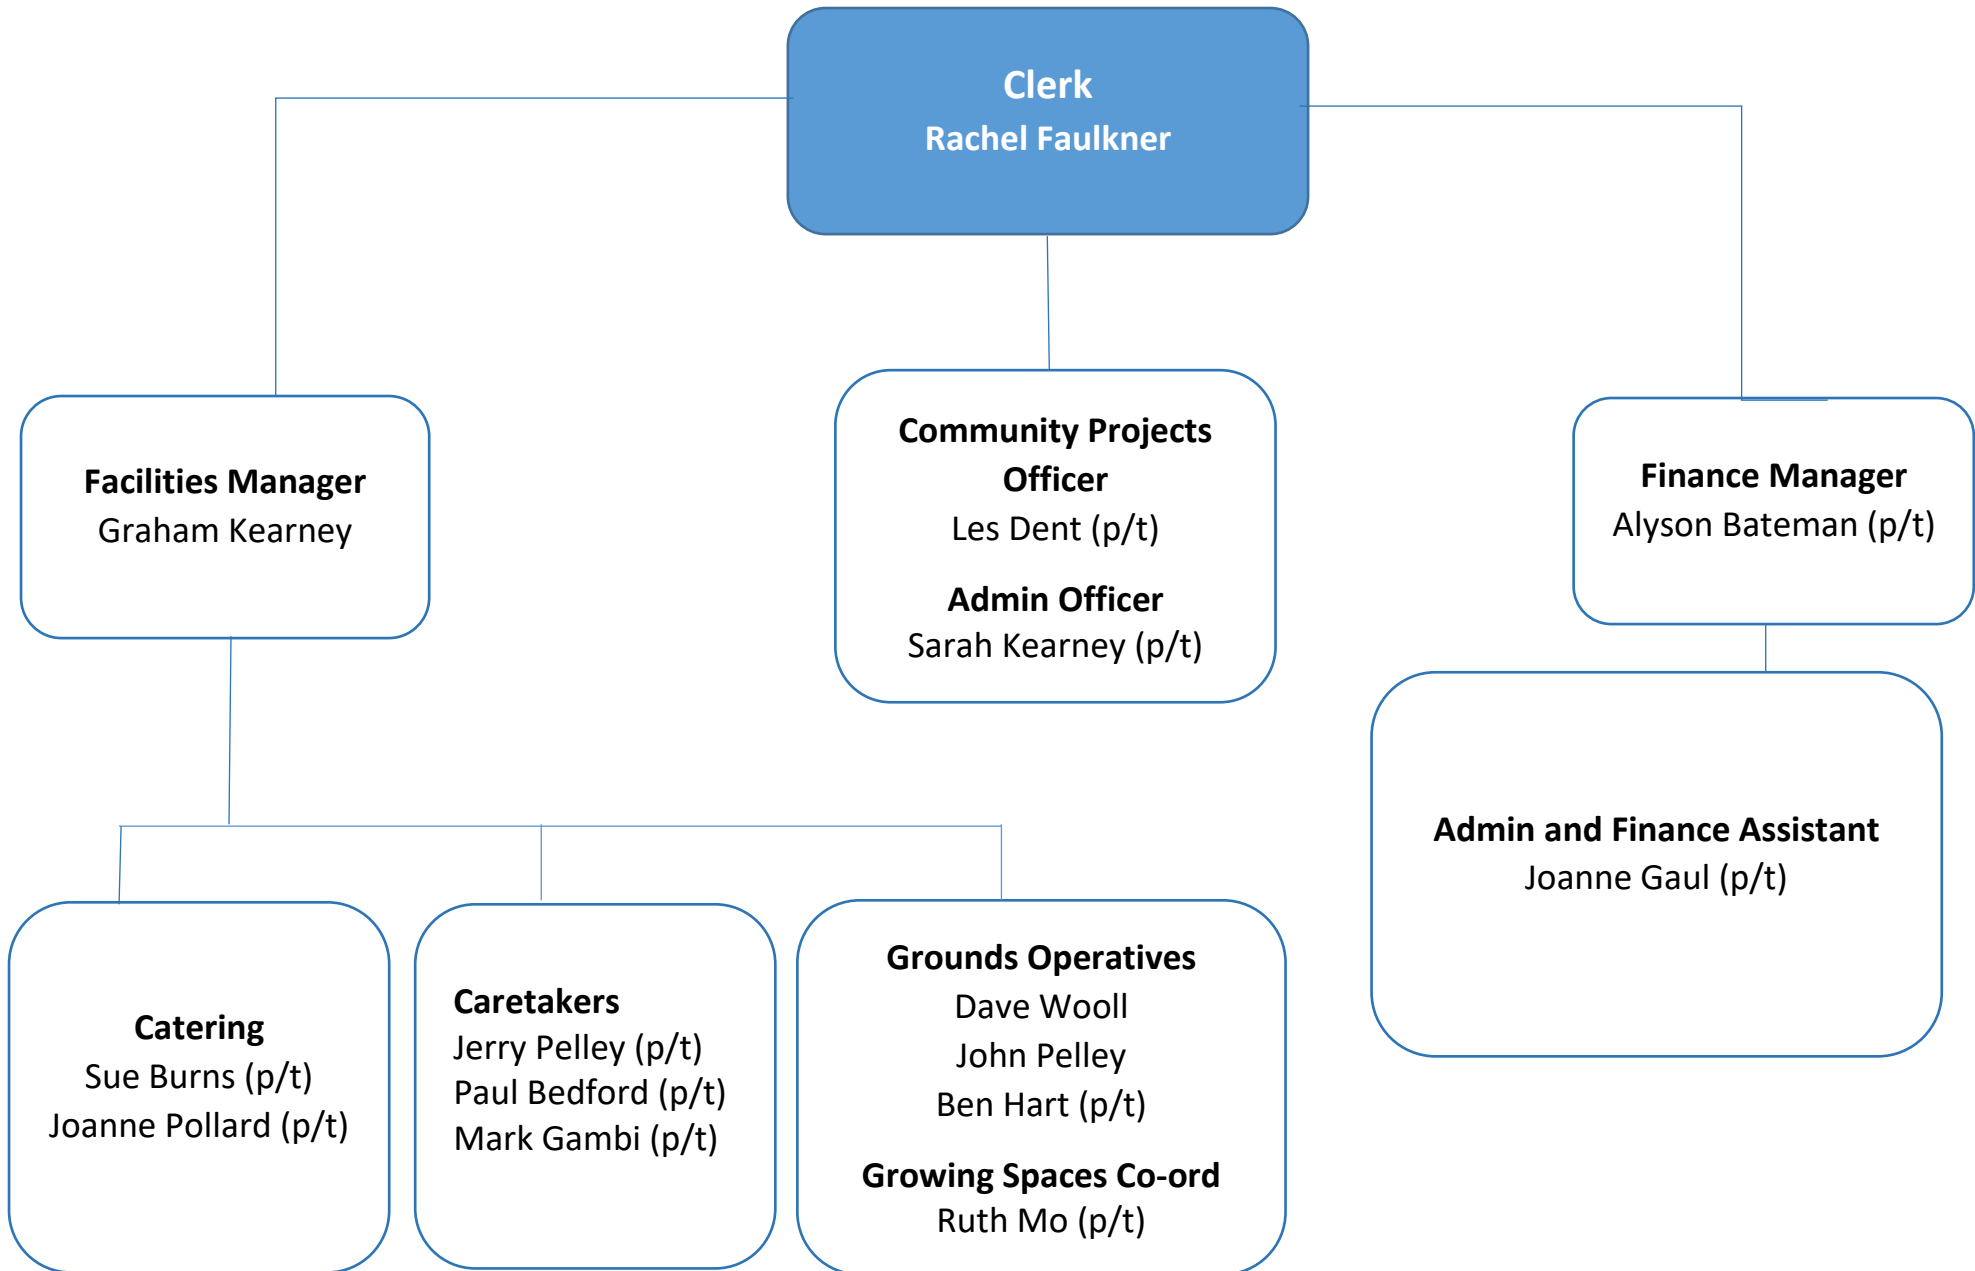 Clerk
Rachel Faulkner
Facilities Manager
Graham Kearney
Community Projects
Officer
Les Dent (p/t)
Admin Officer
Sarah Kearney (p/t)
Finance Manager
Alyson Bateman (p/t)
Admin and Finance Assistant
Joanne Gaul (p/t)
Catering
Sue Burns (p/t)
Joanne Pollard (p/t)
Caretakers
Jerry Pelley (p/t)
Paul Bedford (p/t)
Mark Gambi (p/t)
Grounds Operatives
Dave Wooll
John Pelley
Ben Hart (p/t)
Growing Spaces Co-ord
Ruth Mo (p/t)